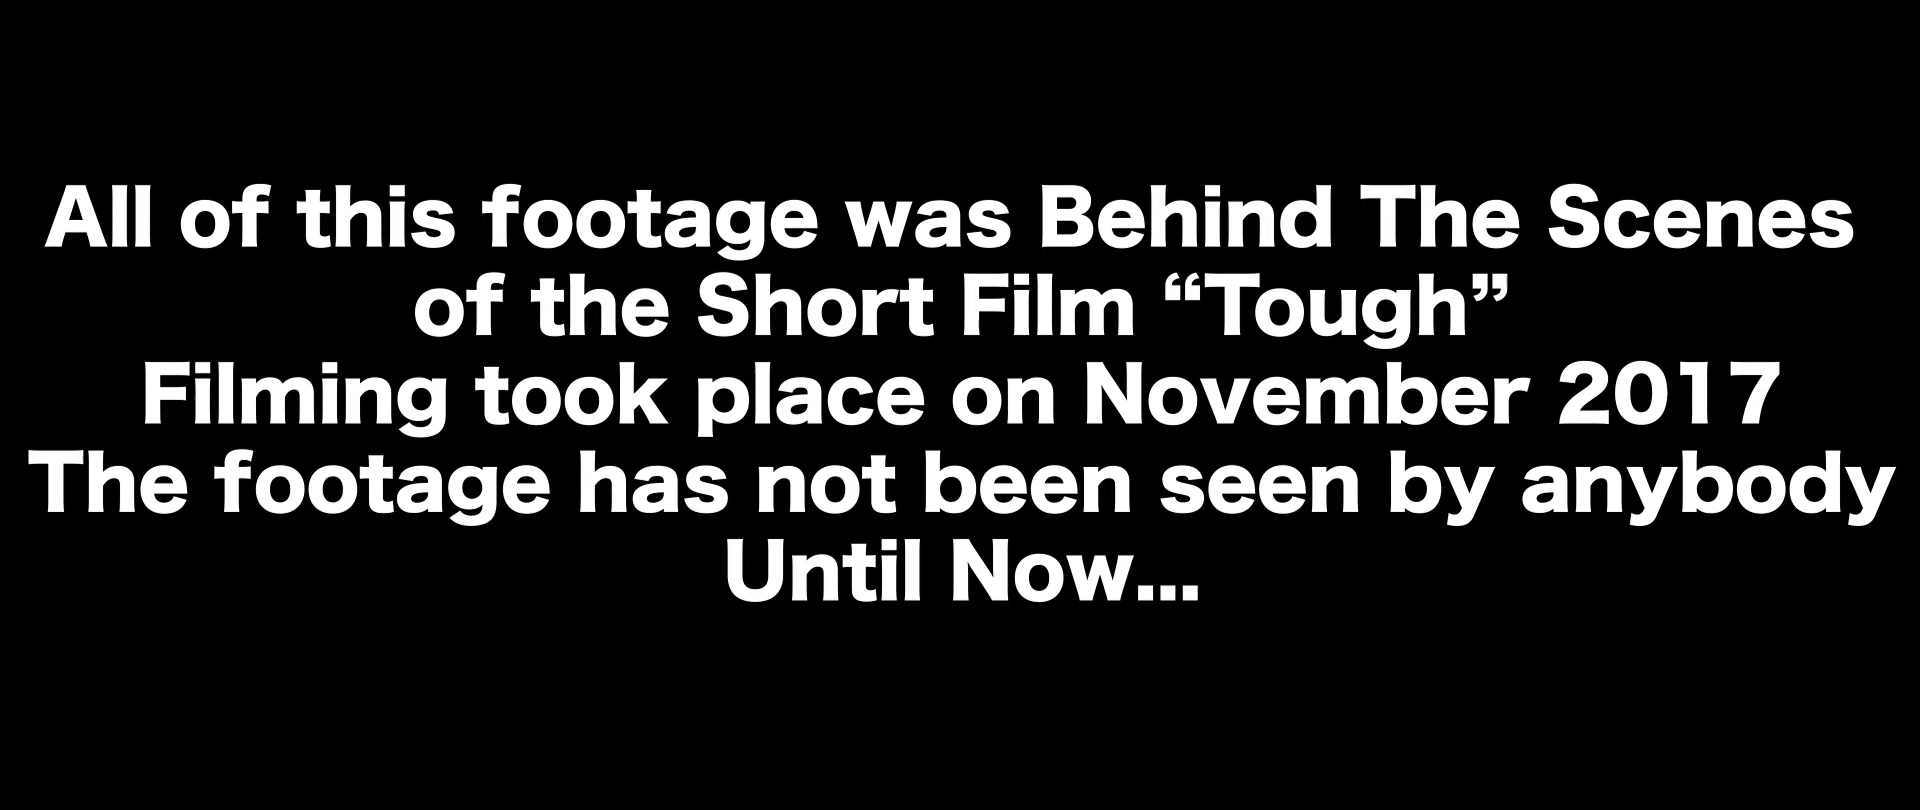 All of this footage was Behind The Scenes
of the Short Film “Tough”
Filming took place on November 2017
The footage has not been seen by anybody
Until Now...